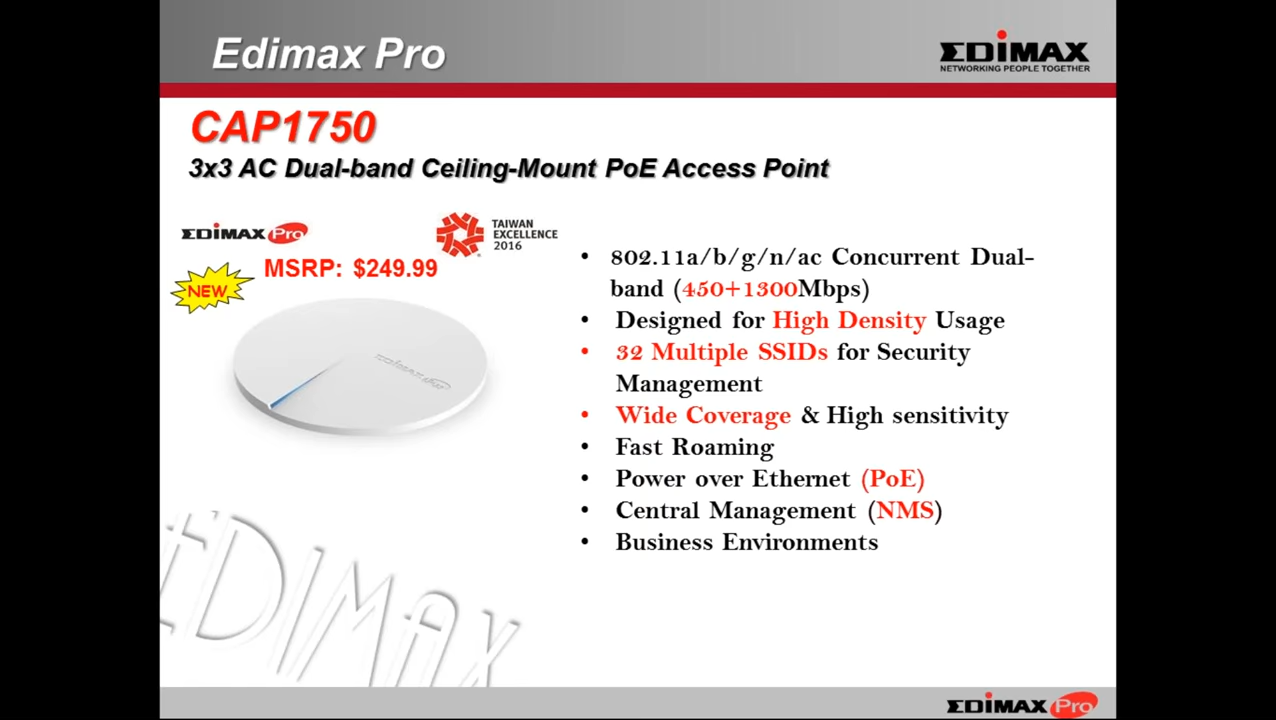 Edimax Pro
EDiMAX
NETWORKING PEOPLE TOGETHER
CAP1750
3x3 AC Dual-band Ceiling-Mount PoE Access Point
EDiMAX Pro
TAIWAN
EXCELLENCE
2016
MSRP: $249.99
NEW
EDiMAX Pro
• 802.11a/b/g/n/ac Concurrent Dual-
band (450+1300Mbps)
• Designed for High Density Usage
• 32 Multiple SSIDs for Security
Management
• Wide Coverage & High sensitivity
• Fast Roaming
• Power over Ethernet (PoE)
• Central Management (NMS)
• Business Environments
EDIMAX
EDiMAX Pro